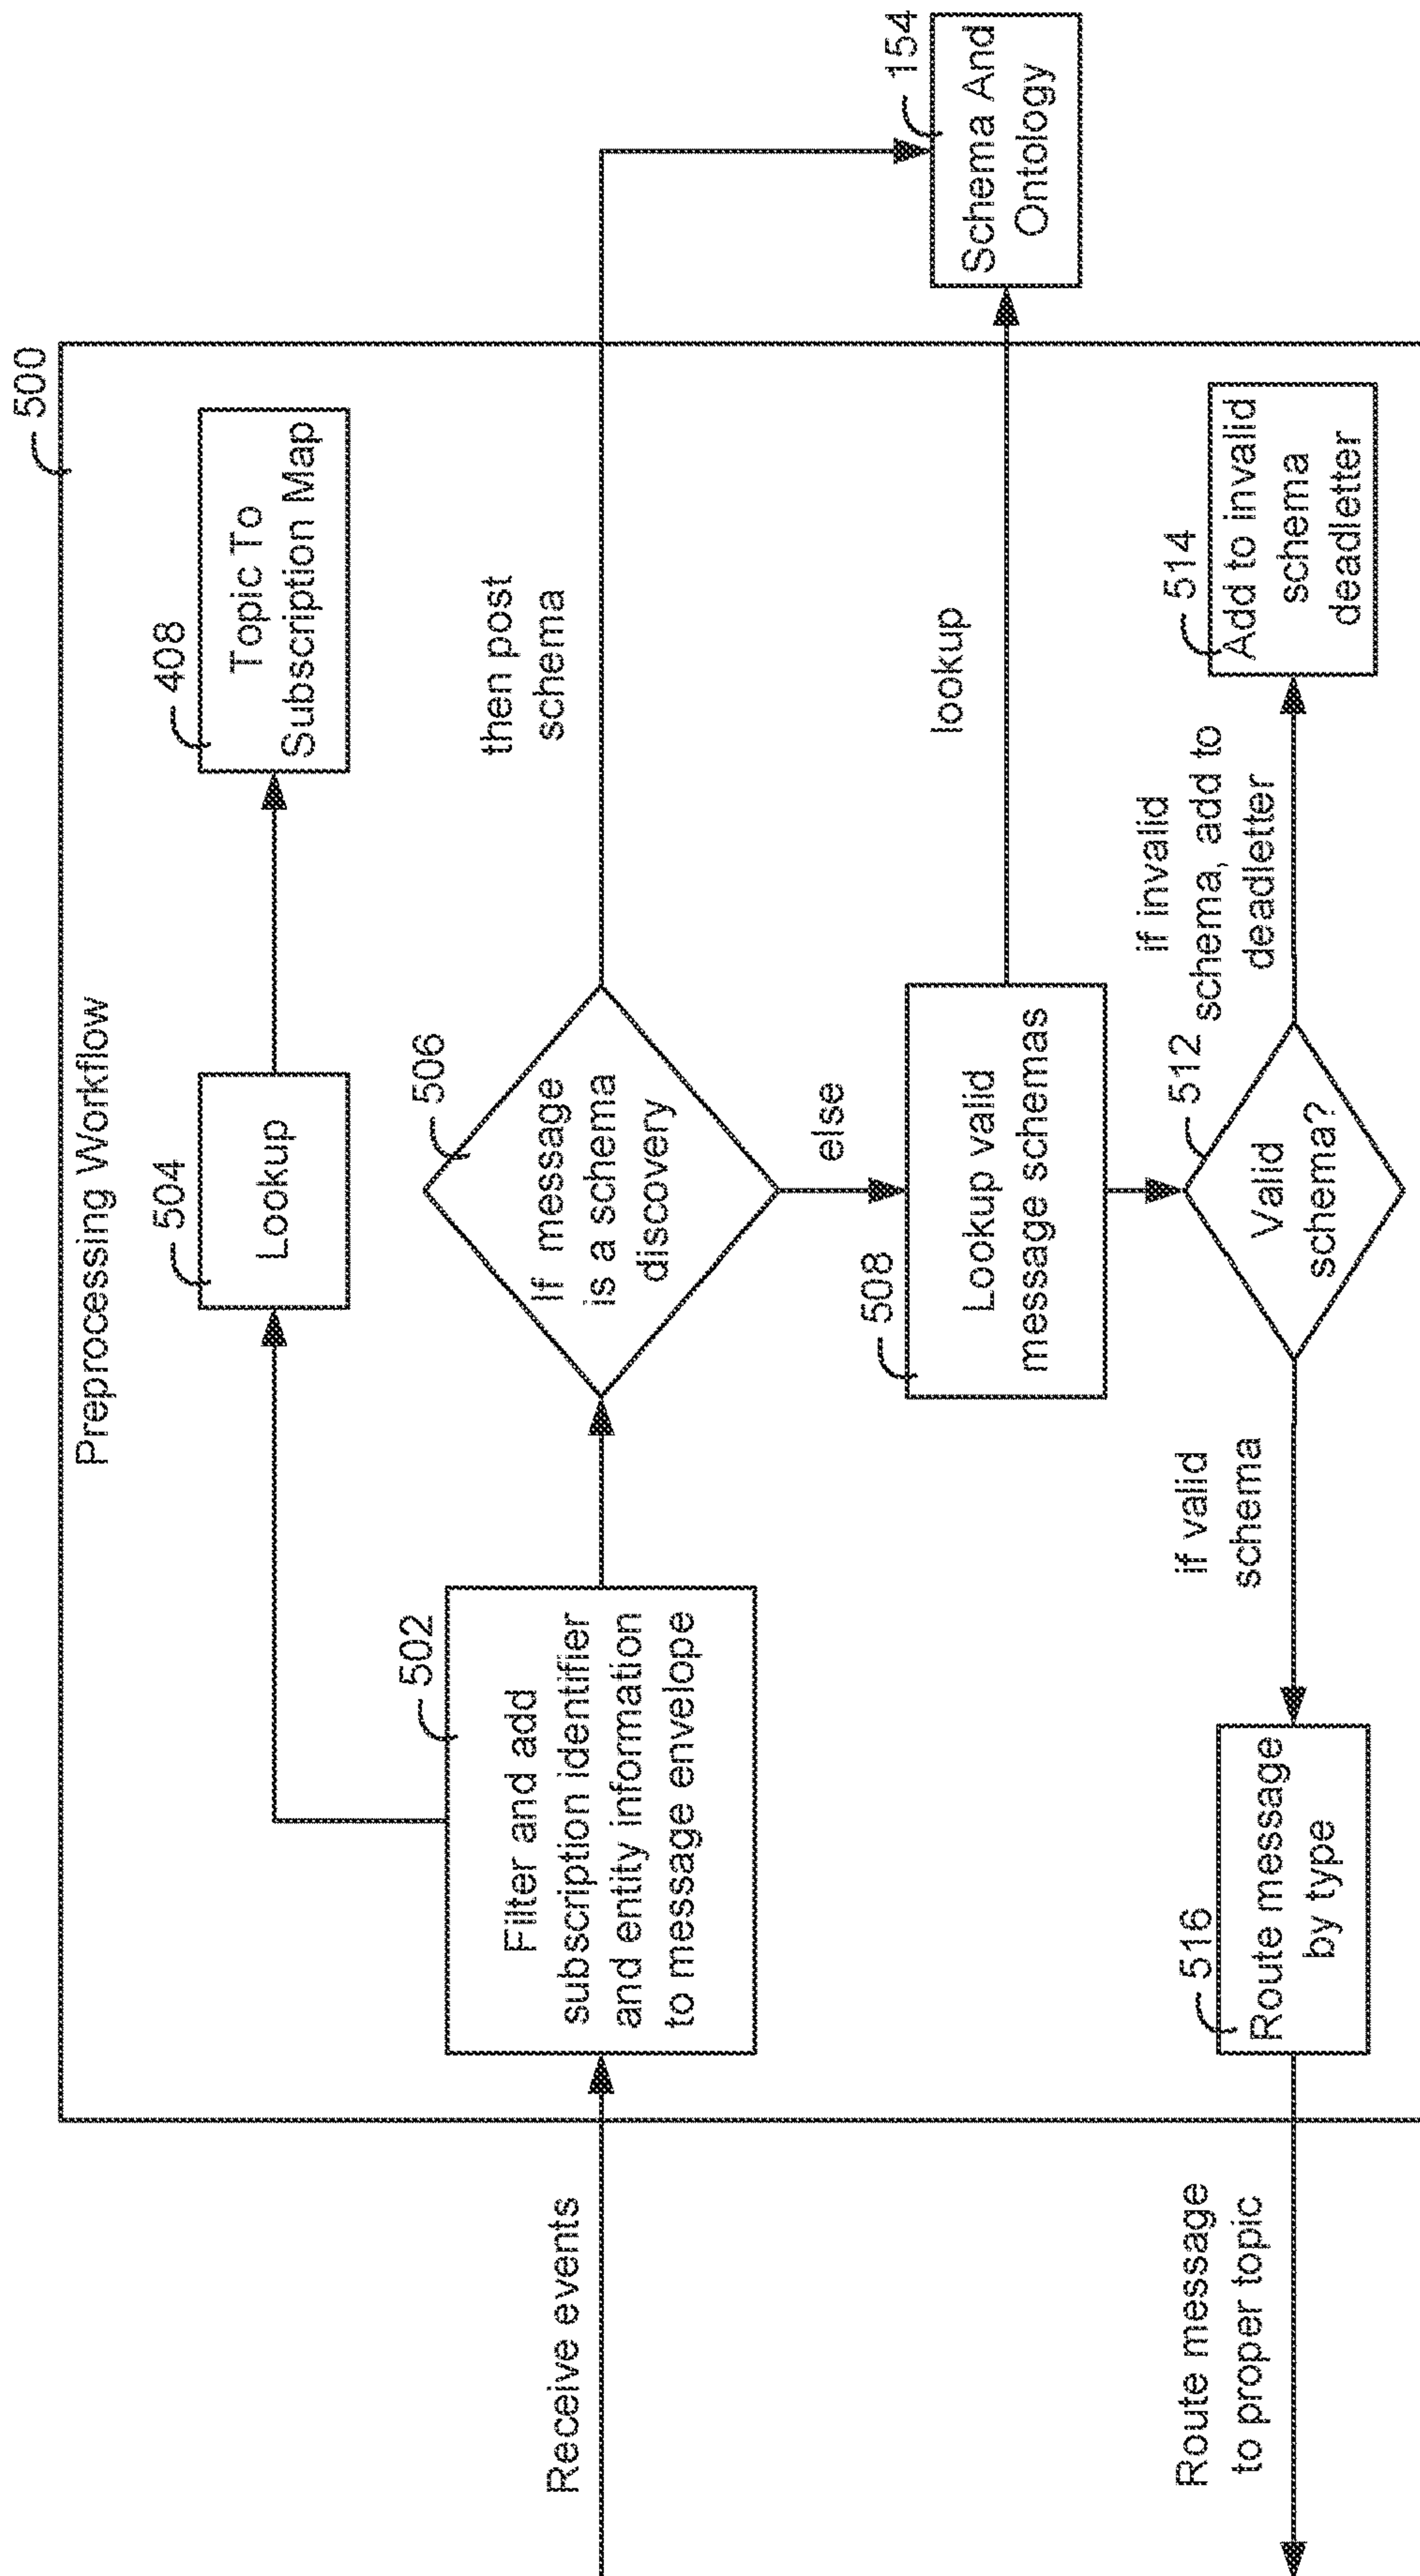 500
Preprocessing Workflow
504
Lookup
408
Topic To
Subscription Map
Receive events
502
Filter and add
subscription identifier
and entity information
to message envelope
506
If message
is a schema
discovery
then post
schema
154
Schema And
Ontology
else
508
Lookup valid
message schemas
lookup
512
Valid
schema?
if invalid
schema, add to
deadletter
514
Add to invalid
schema
deadletter
if valid
schema
516
Route message
by type
Route message
to proper topic